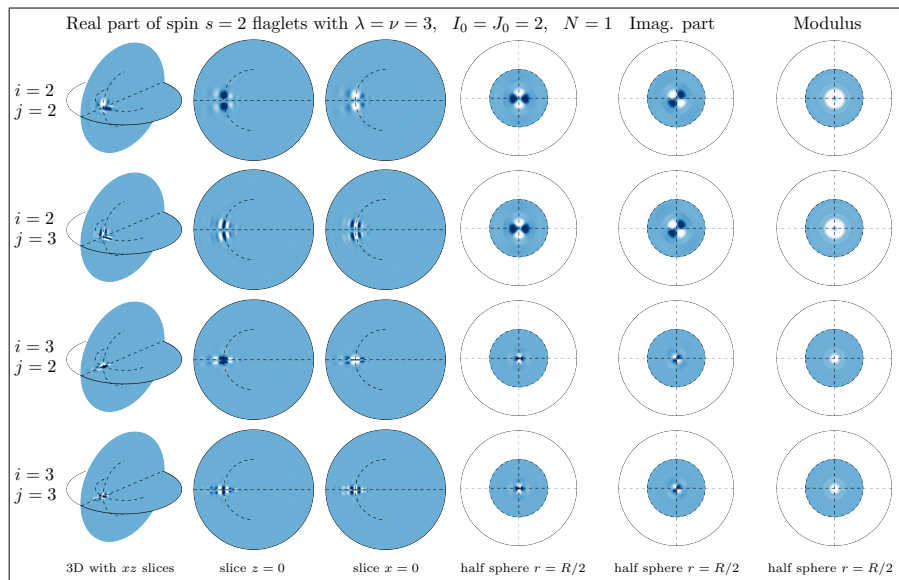 Real part of spin s = 2 flaglets with λ = ν = 3, I₀ = J₀ = 2, N = 1 Imag. part Modulus
i = 2
j = 2
i = 2
j = 3
i = 3
j = 2
i = 3
j = 3
3D with xz slices slice z = 0 slice x = 0 half sphere r = R/2 half sphere r = R/2 half sphere r = R/2